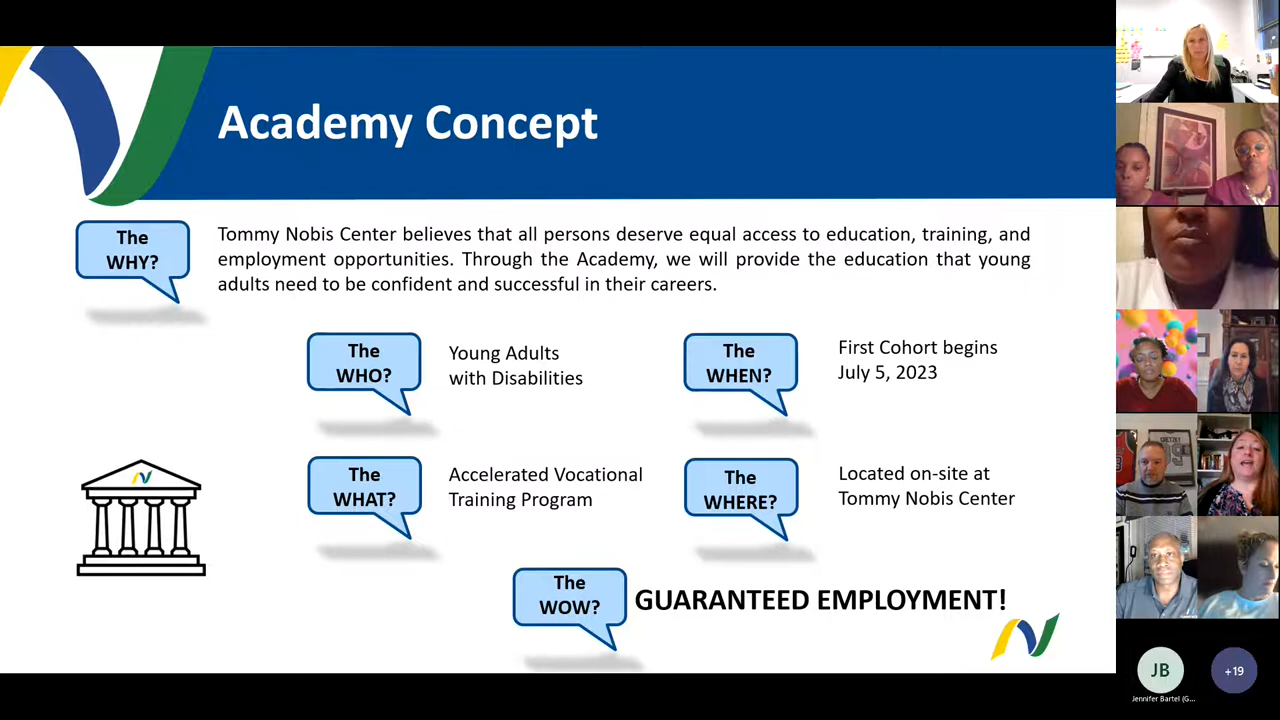 Academy Concept
The
WHY?
Tommy Nobis Center believes that all persons deserve equal access to education, training, and
employment opportunities. Through the Academy, we will provide the education that young
adults need to be confident and successful in their careers.
The
WHO?
Young Adults
with Disabilities
The
WHEN?
First Cohort begins
July 5, 2023
The
WHAT?
Accelerated Vocational
Training Program
The
WHERE?
Located on-site at
Tommy Nobis Center
The
WOW?
GUARANTEED EMPLOYMENT!
GRETZKY
JB
+19
Jennifer Bartel (G...